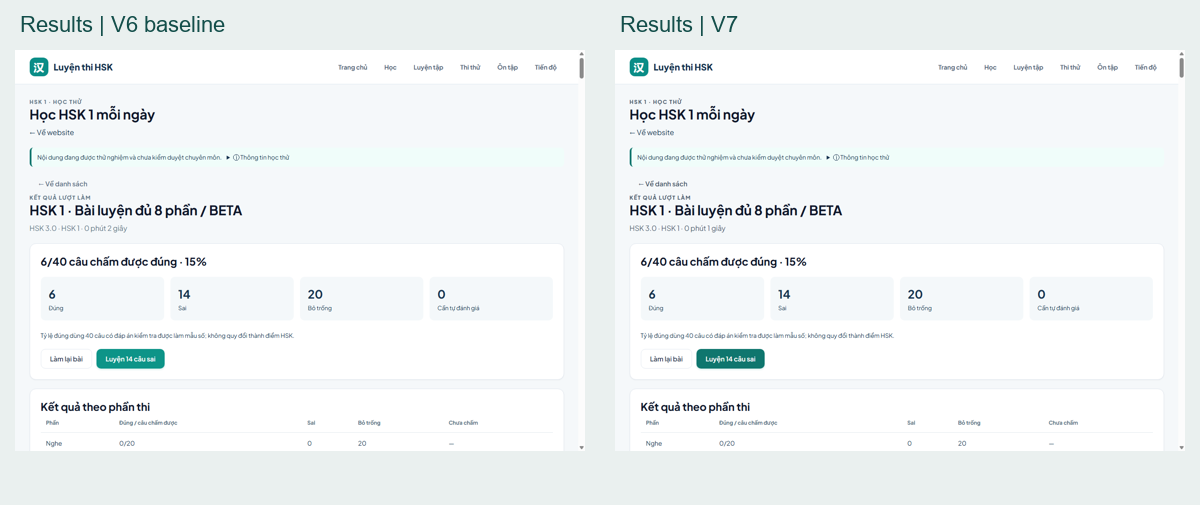 Results | V6 baseline
汉 Luyện thi HSK Trang chủ Học Luyện tập Thi thử Ôn tập Tiến độ
HSK 1 · HỌC THỬ
Học HSK 1 mỗi ngày
← Về website
Nội dung đang được thử nghiệm và chưa kiểm duyệt chuyên môn. ▶ ⓘ Thông tin học thử
← Về danh sách
KẾT QUẢ LƯỢT LÀM
HSK 1 · Bài luyện đủ 8 phần / BETA
HSK 3.0 · HSK 1 · 0 phút 2 giây
6/40 câu chấm được đúng · 15%
6 14 20 0
Đúng Sai Bỏ trống Cần tự đánh giá
Tỷ lệ đúng dùng 40 câu có đáp án kiểm tra được làm mẫu số; không quy đổi thành điểm HSK.
Làm lại bài Luyện 14 câu sai
Kết quả theo phần thi
Phần Đúng / câu chấm được Sai Bỏ trống Chưa chấm
Nghe 0/20 0 20 —
Results | V7
汉 Luyện thi HSK Trang chủ Học Luyện tập Thi thử Ôn tập Tiến độ
HSK 1 · HỌC THỬ
Học HSK 1 mỗi ngày
← Về website
Nội dung đang được thử nghiệm và chưa kiểm duyệt chuyên môn. ▶ ⓘ Thông tin học thử
← Về danh sách
KẾT QUẢ LƯỢT LÀM
HSK 1 · Bài luyện đủ 8 phần / BETA
HSK 3.0 · HSK 1 · 0 phút 1 giây
6/40 câu chấm được đúng · 15%
6 14 20 0
Đúng Sai Bỏ trống Cần tự đánh giá
Tỷ lệ đúng dùng 40 câu có đáp án kiểm tra được làm mẫu số; không quy đổi thành điểm HSK.
Làm lại bài Luyện 14 câu sai
Kết quả theo phần thi
Phần Đúng / câu chấm được Sai Bỏ trống Chưa chấm
Nghe 0/20 0 20 —